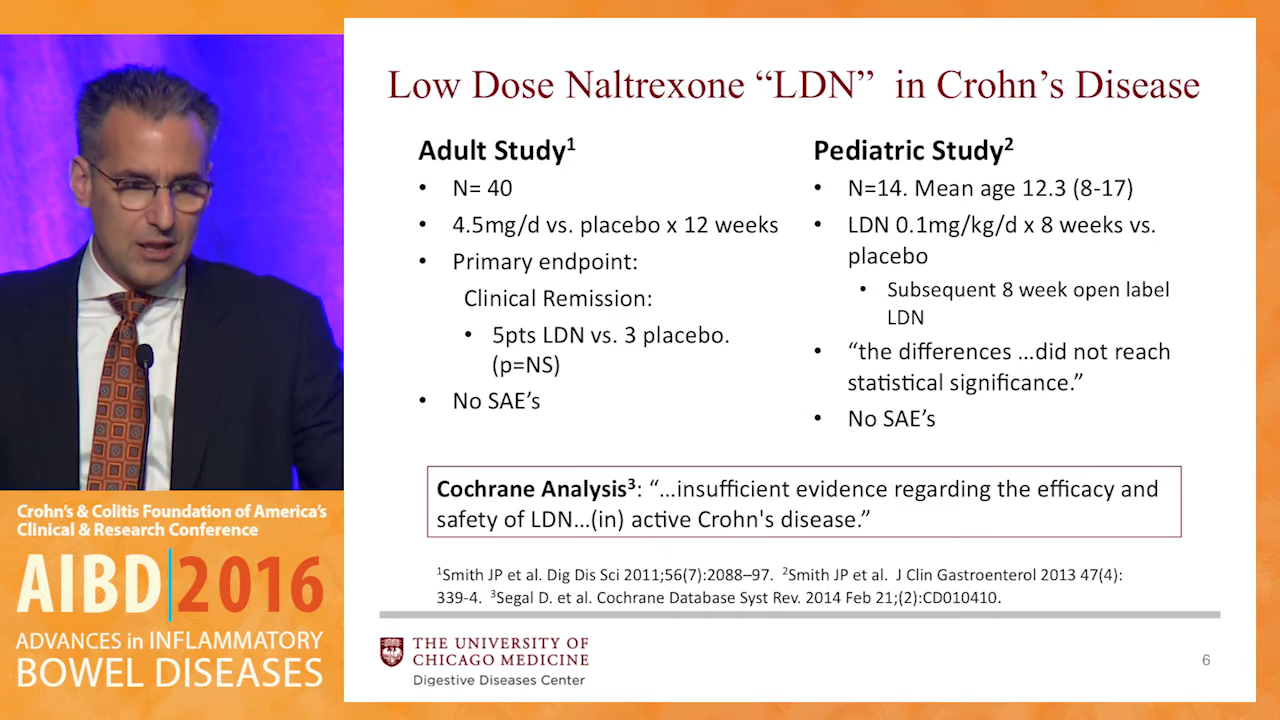 Low Dose Naltrexone “LDN”  in Crohn’s Disease
Adult Study¹
• N= 40
• 4.5mg/d vs. placebo x 12 weeks
• Primary endpoint:
Clinical Remission:
• 5pts LDN vs. 3 placebo.
(p=NS)
• No SAE’s
Pediatric Study²
• N=14. Mean age 12.3 (8-17)
• LDN 0.1mg/kg/d x 8 weeks vs.
placebo
• Subsequent 8 week open label
LDN
• “the differences …did not reach
statistical significance.”
• No SAE’s
Cochrane Analysis³: “…insufficient evidence regarding the efficacy and
safety of LDN…(in) active Crohn's disease.”
¹Smith JP et al. Dig Dis Sci 2011;56(7):2088–97.  ²Smith JP et al.  J Clin Gastroenterol 2013 47(4):
339-4.  ³Segal D. et al. Cochrane Database Syst Rev. 2014 Feb 21;(2):CD010410.
THE UNIVERSITY OF
CHICAGO MEDICINE
Digestive Diseases Center
6
Crohn’s & Colitis Foundation of America’s
Clinical & Research Conference
AIBD|2016
ADVANCES in INFLAMMATORY
BOWEL DISEASES